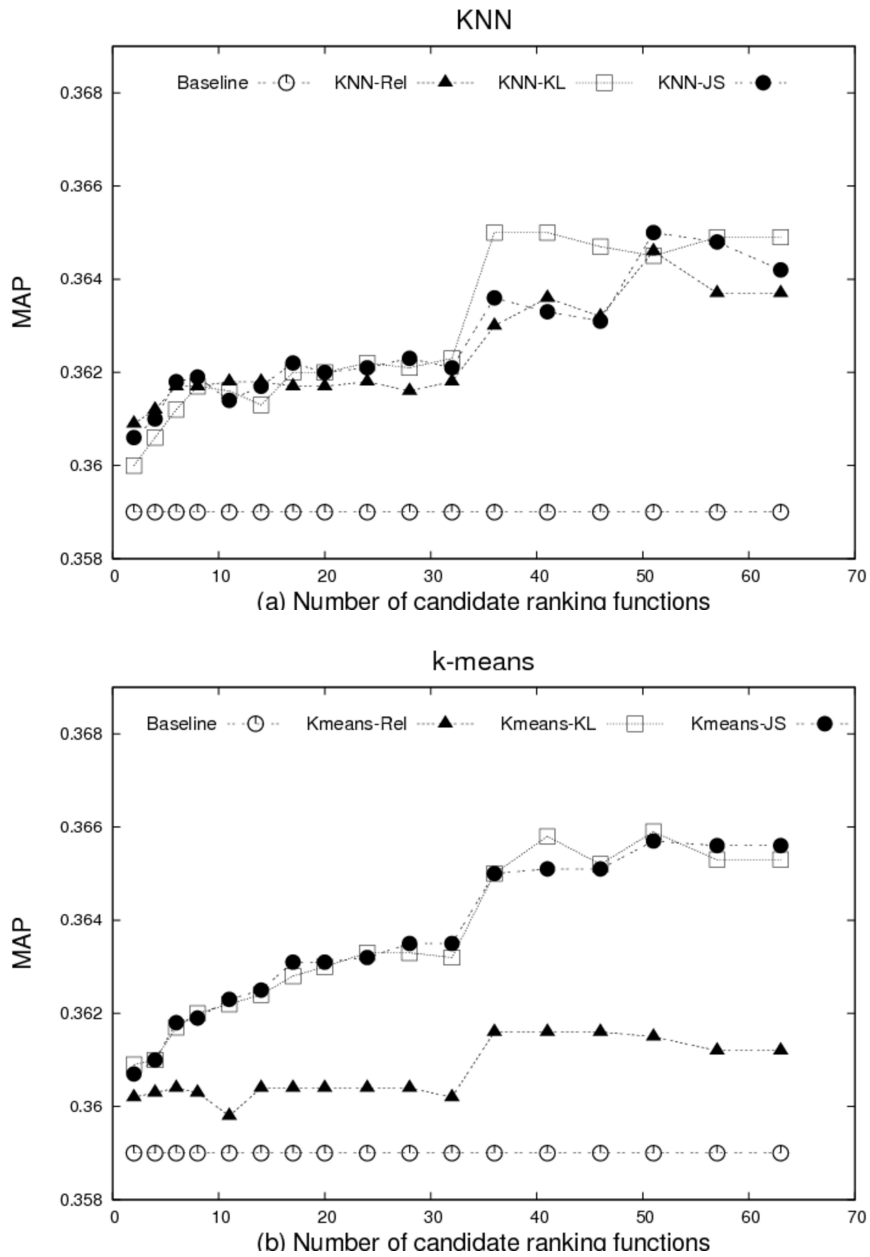 KNN
Baseline KNN-Rel KNN-KL KNN-JS
0.368
0.366
0.364
0.362
0.36
0.358
MAP
0 10 20 30 40 50 60 70
(a) Number of candidate ranking functions
k-means
Baseline Kmeans-Rel Kmeans-KL Kmeans-JS
0.368
0.366
0.364
0.362
0.36
0.358
MAP
0 10 20 30 40 50 60 70
(b) Number of candidate ranking functions